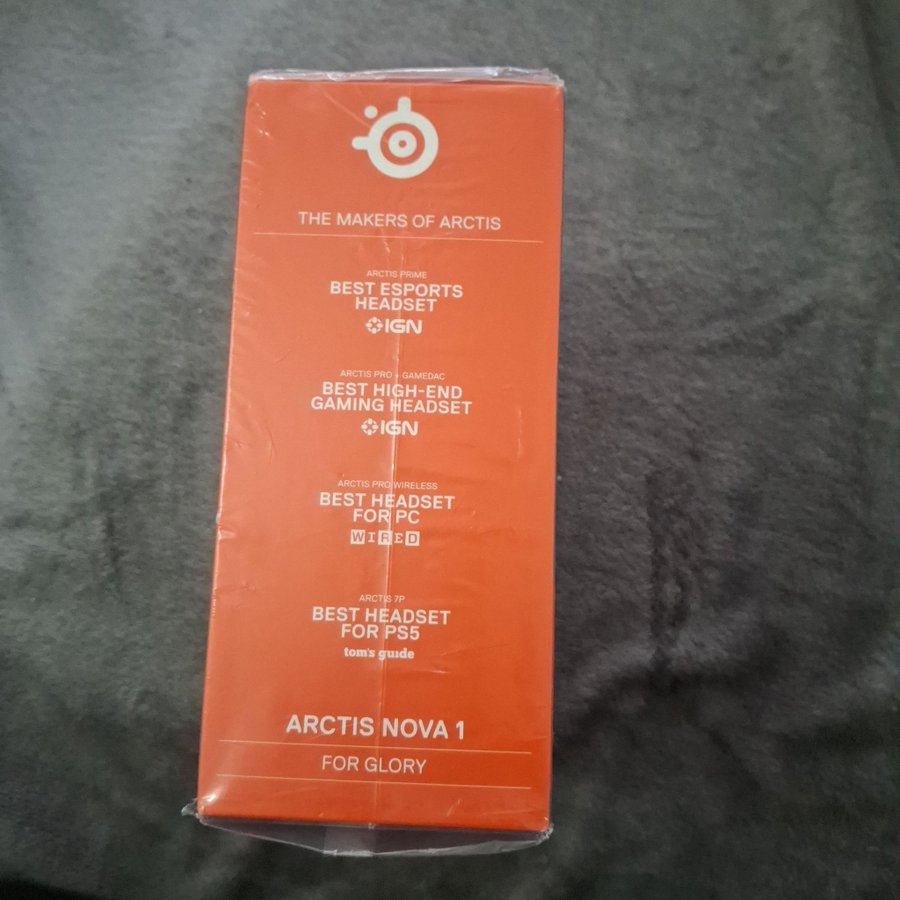 THE MAKERS OF ARCTIS
ARCTIS PRIME
BEST ESPORTS
HEADSET
IGN
ARCTIS PRO + GAMEDAC
BEST HIGH-END
GAMING HEADSET
IGN
ARCTIS PRO WIRELESS
BEST HEADSET
FOR PC
WIRED
ARCTIS 7P
BEST HEADSET
FOR PS5
tom's guide
ARCTIS NOVA 1
FOR GLORY